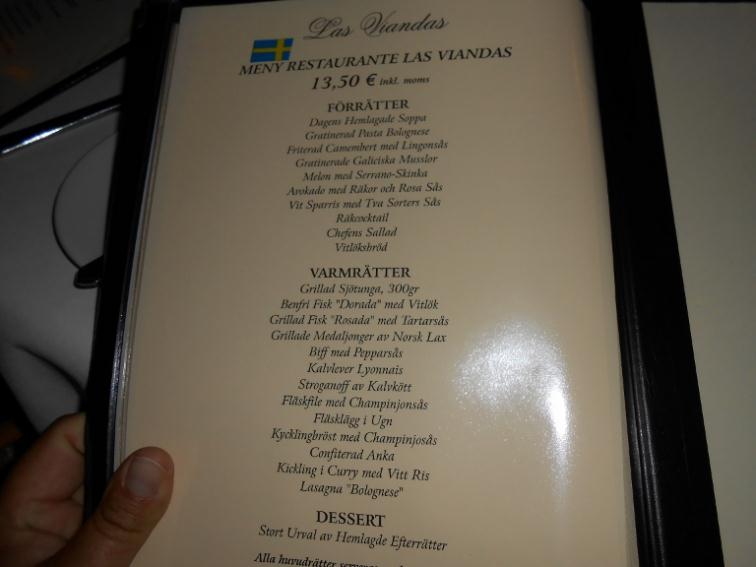 Las Viandas
MENY RESTAURANTE LAS VIANDAS
13,50 € inkl. moms
FÖRRÄTTER
Dagens Hemlagade Soppa
Gratinerad Pasta Bolognese
Friterad Camembert med Lingonsås
Gratinerade Galiciska Musslor
Melon med Serrano-Skinka
Avokado med Räkor och Rosa Sås
Vit Sparris med Tva Sorters Sås
Räkcocktail
Chefens Sallad
Vitlöksbröd
VARMRÄTTER
Grillad Sjötunga, 300gr
Benfri Fisk "Dorada" med Vitlök
Grillad Fisk "Rosada" med Tartarsås
Grillade Medaljonger av Norsk Lax
Biff med Pepparsås
Kalvlever Lyonnais
Stroganoff av Kalvkött
Fläskfile med Champinjonsås
Fläsklägg i Ugn
Kycklingbröst med Champinjosås
Confiterad Anka
Kickling i Curry med Vitt Ris
Lasagna "Bolognese"
DESSERT
Stort Urval av Hemlagde Efterrätter
Alla huvudrätter